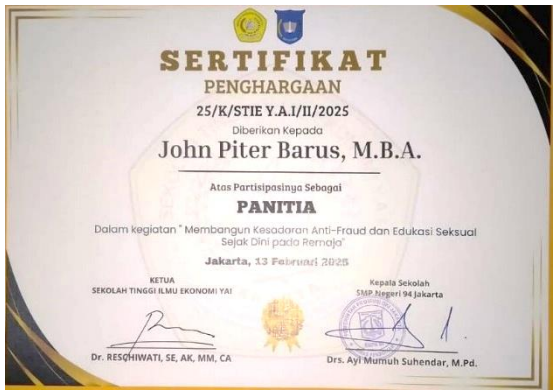 SERTIFIKAT
PENGHARGAAN
25/K/STIE Y.A.I/II/2025
Diberikan Kepada
John Piter Barus, M.B.A.
Atas Partisipasinya Sebagai
PANITIA
Dalam kegiatan " Membangun Kesadaran Anti-Fraud dan Edukasi Seksual
Sejak Dini pada Remaja"
Jakarta, 13 Februari 2025
KETUA
SEKOLAH TINGGI ILMU EKONOMI YAI
Dr. RESCHIWATI, SE, AK, MM, CA
Kepala Sekolah
SMP Negeri 94 Jakarta
Drs. Ayi Mumuh Suhendar, M.Pd.